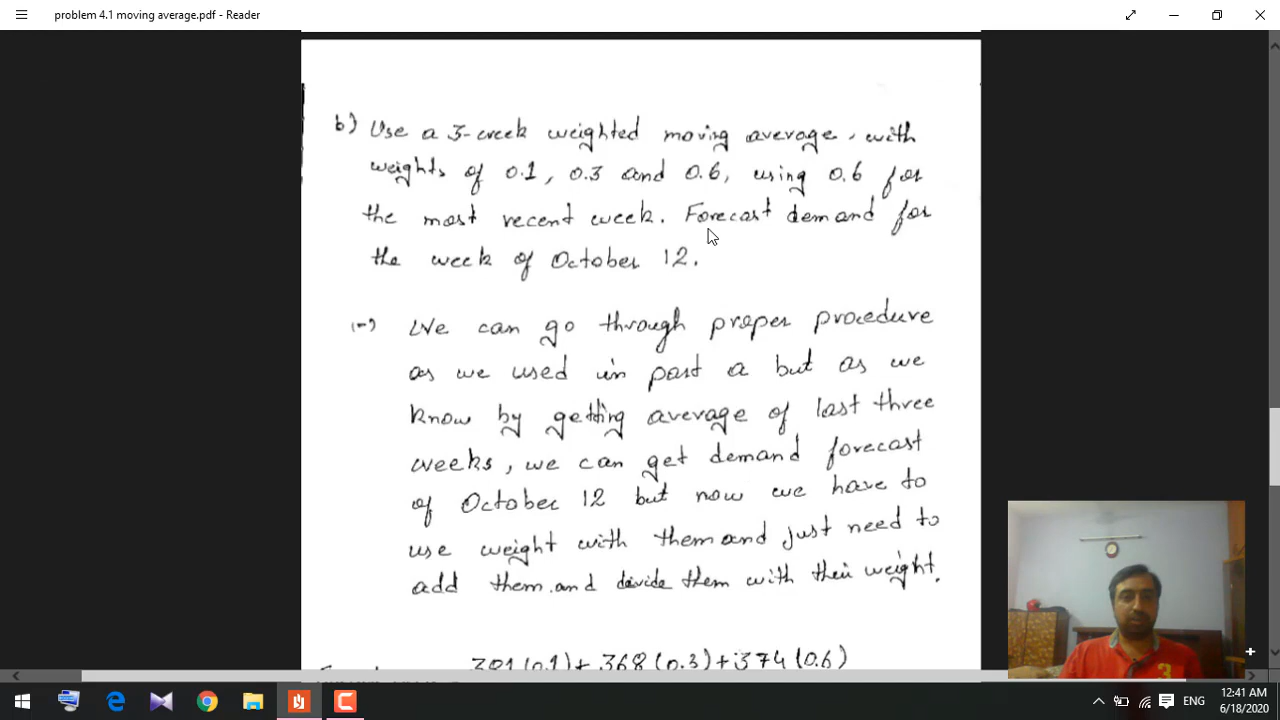 problem 4.1 moving average.pdf - Reader
b) Use a 3-week weighted moving average, with
weights of 0.1, 0.3 and 0.6, using 0.6 for
the most recent week. Forecast demand for
the week of October 12.
We can go through proper procedure
as we used in part a but as we
know by getting average of last three
weeks, we can get demand forecast
of October 12 but now we have to
use weight with them and just need to
add them. and divide them with their weight.
(0.1) + 368 (0.3) + 374 (0.6)
3
ENG
12:41 AM
6/18/2020